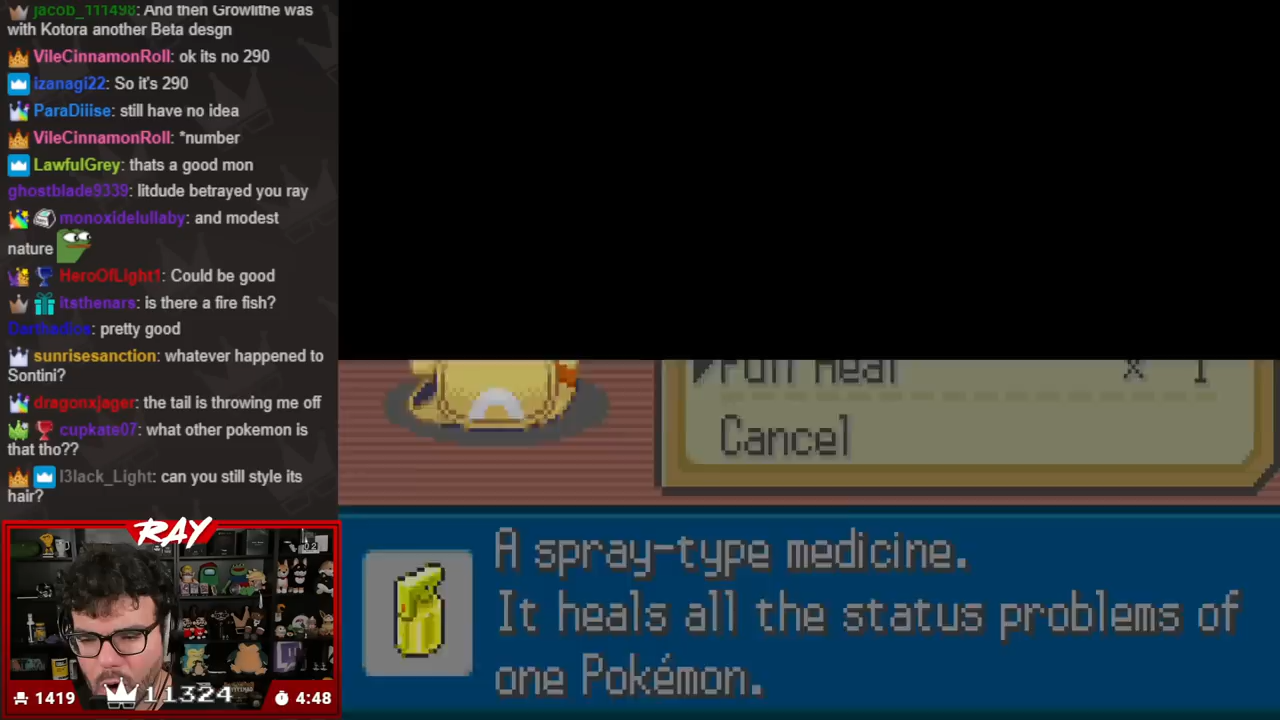 jacob_111498: And then Growlithe was
with Kotora another Beta desgn
VileCinnamonRoll: ok its no 290
izanagi22: So it's 290
ParaDiiise: still have no idea
VileCinnamonRoll: *number
LawfulGrey: thats a good mon
ghostblade9339: litdude betrayed you ray
monoxidelullaby: and modest
nature
HeroOfLight1: Could be good
itsthenars: is there a fire fish?
Darthadios: pretty good
sunrisesanction: whatever happened to
Sontini?
dragonxjager: the tail is throwing me off
cupkate07: what other pokemon is
that tho??
l3lack_Light: can you still style its
hair?
RAY
1419
11324
4:48
Full Heal x 1
Cancel
A spray-type medicine.
It heals all the status problems of
one Pokémon.